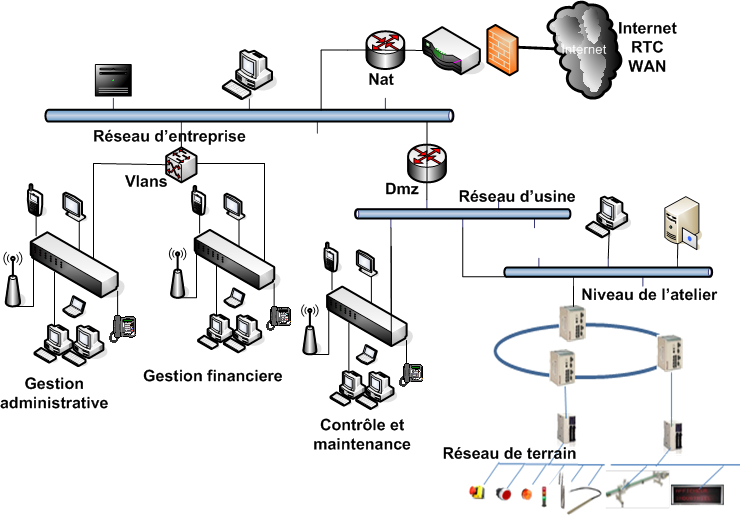 Internet
RTC
WAN
Internet
Nat
Réseau d'entreprise
Vlans
Dmz
Réseau d'usine
Niveau de l'atelier
Gestion
administrative
Gestion financiere
Contrôle et
maintenance
Réseau de terrain